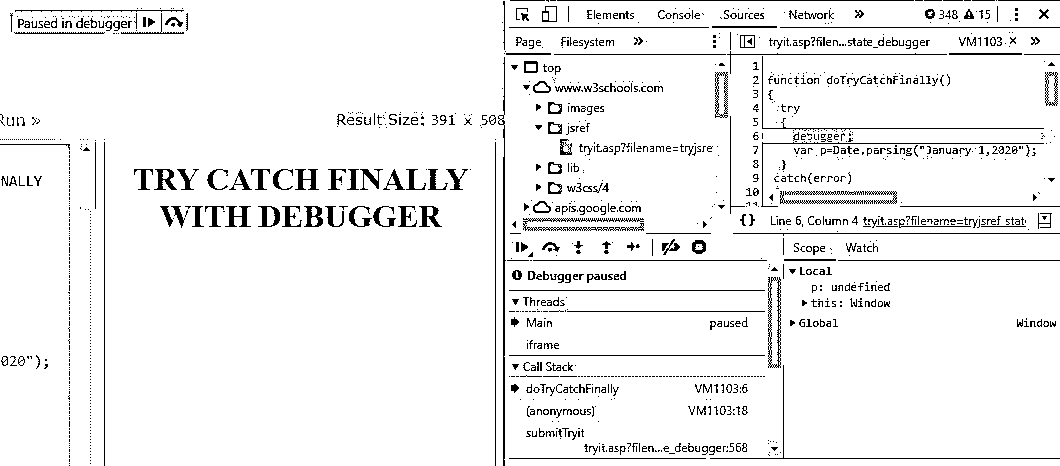 Paused in debugger
Run »
Result Size: 391 x 508
NALLY
020");
TRY CATCH FINALLY
WITH DEBUGGER
Elements Console Sources Network » 348 15
Page Filesystem »
top
www.w3schools.com
images
jsref
tryit.asp?filename=tryjsre
lib
w3css/4
apis.google.com
tryit.asp?filen...state_debugger VM1103 × »
1
2 function doTryCatchFinally()
3 {
4 try
5 {
6 debugger;
7 var p=Date.parsing("January 1,2020");
8 }
9 catch(error)
10
{} Line 6, Column 4 tryit.asp?filename=tryjsref_stat
Debugger paused
Threads
Main paused
iframe
Call Stack
doTryCatchFinally VM1103:6
(anonymous) VM1103:18
submitTryit
tryit.asp?filen...e_debugger:568
Scope Watch
Local
p: undefined
this: Window
Global Window